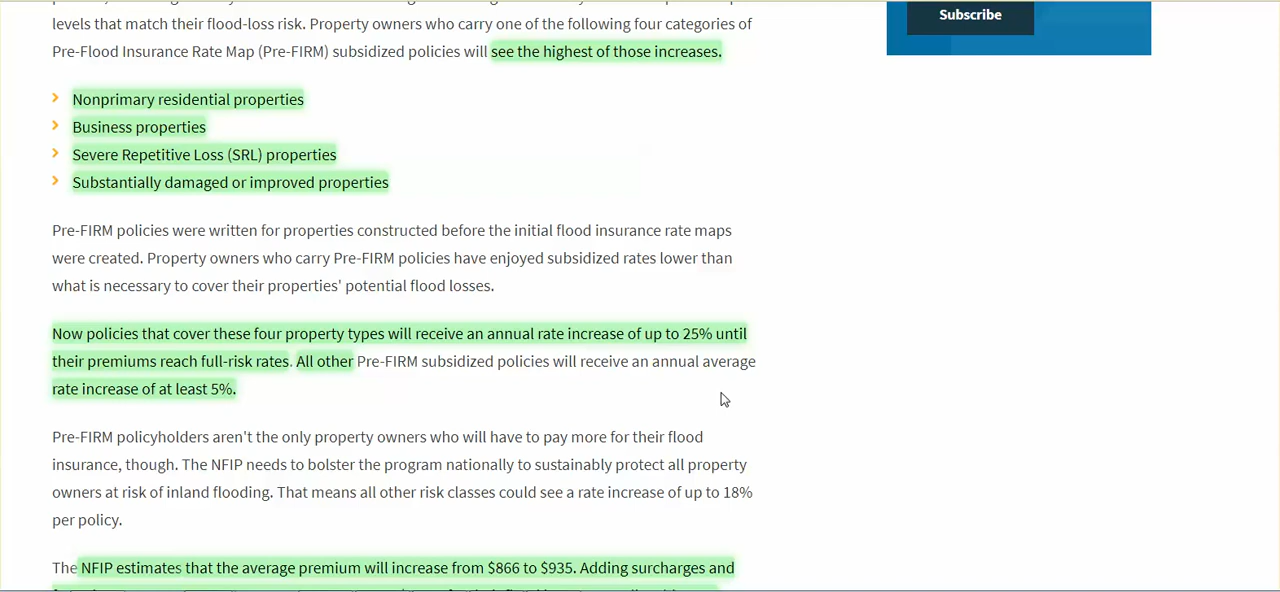 Subscribe
levels that match their flood-loss risk. Property owners who carry one of the following four categories of
Pre-Flood Insurance Rate Map (Pre-FIRM) subsidized policies will see the highest of those increases.
Nonprimary residential properties
Business properties
Severe Repetitive Loss (SRL) properties
Substantially damaged or improved properties
Pre-FIRM policies were written for properties constructed before the initial flood insurance rate maps
were created. Property owners who carry Pre-FIRM policies have enjoyed subsidized rates lower than
what is necessary to cover their properties' potential flood losses.
Now policies that cover these four property types will receive an annual rate increase of up to 25% until
their premiums reach full-risk rates. All other Pre-FIRM subsidized policies will receive an annual average
rate increase of at least 5%.
Pre-FIRM policyholders aren't the only property owners who will have to pay more for their flood
insurance, though. The NFIP needs to bolster the program nationally to sustainably protect all property
owners at risk of inland flooding. That means all other risk classes could see a rate increase of up to 18%
per policy.
The NFIP estimates that the average premium will increase from $866 to $935. Adding surcharges and